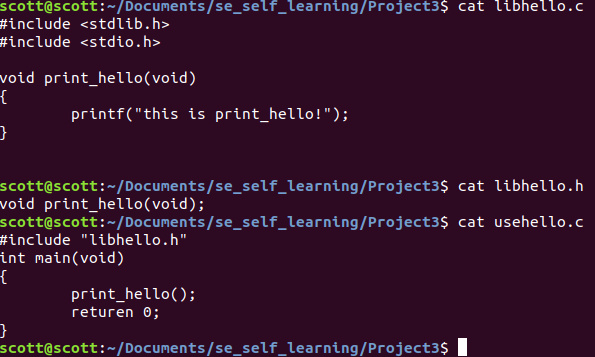 scott@scott:~/Documents/se_self_learning/Project3$ cat libhello.c
#include <stdlib.h>
#include <stdio.h>
void print_hello(void)
{
printf("this is print_hello!");
}
scott@scott:~/Documents/se_self_learning/Project3$ cat libhello.h
void print_hello(void);
scott@scott:~/Documents/se_self_learning/Project3$ cat usehello.c
#include "libhello.h"
int main(void)
{
print_hello();
returen 0;
}
scott@scott:~/Documents/se_self_learning/Project3$